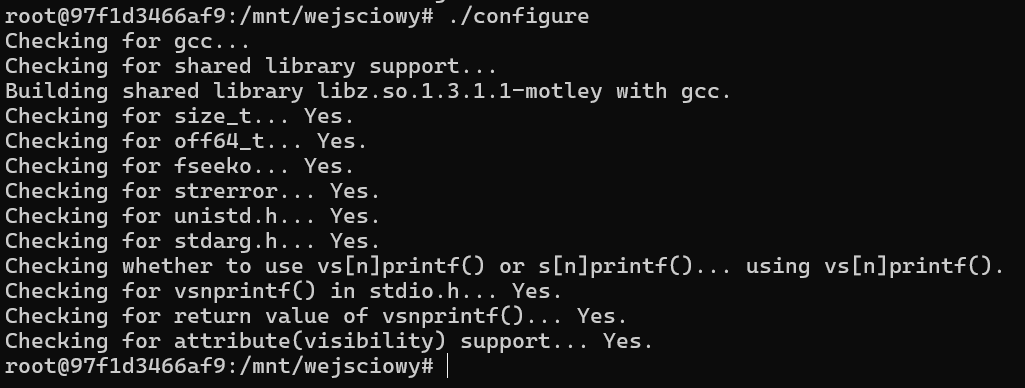 root@97f1d3466af9:/mnt/wejsciowy# ./configure
Checking for gcc...
Checking for shared library support...
Building shared library libz.so.1.3.1.1-motley with gcc.
Checking for size_t... Yes.
Checking for off64_t... Yes.
Checking for fseeko... Yes.
Checking for strerror... Yes.
Checking for unistd.h... Yes.
Checking for stdarg.h... Yes.
Checking whether to use vs[n]printf() or s[n]printf()... using vs[n]printf().
Checking for vsnprintf() in stdio.h... Yes.
Checking for return value of vsnprintf()... Yes.
Checking for attribute(visibility) support... Yes.
root@97f1d3466af9:/mnt/wejsciowy#